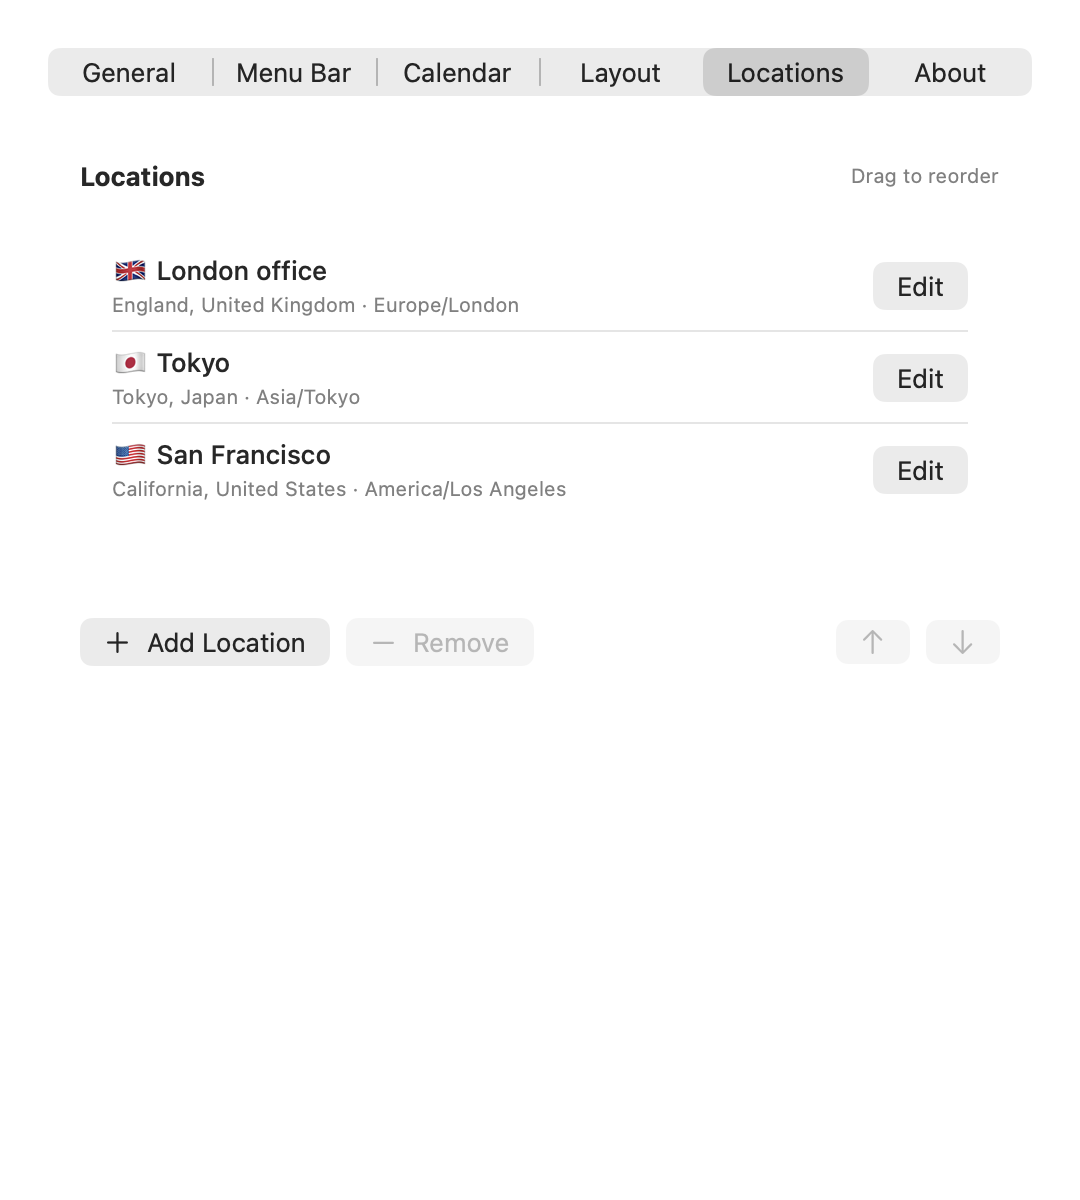 General Menu Bar Calendar Layout Locations About
Locations Drag to reorder
🇬🇧 London office
England, United Kingdom · Europe/London
Edit
🇯🇵 Tokyo
Tokyo, Japan · Asia/Tokyo
Edit
🇺🇸 San Francisco
California, United States · America/Los Angeles
Edit
+ Add Location — Remove ↑ ↓